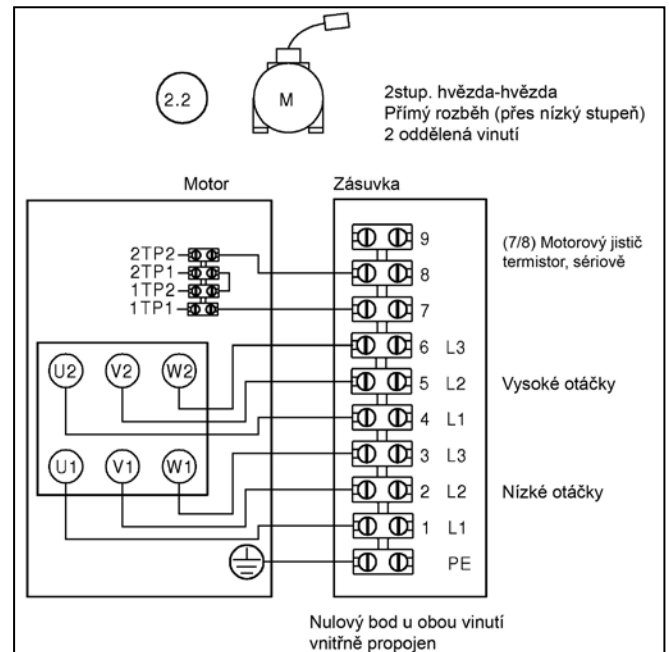 2.2
M
2stup. hvězda-hvězda
Přímý rozběh (přes nízký stupeň)
2 oddělená vinutí
Motor
Zásuvka
9
2TP2
2TP1
1TP2
1TP1
8
7
(7/8) Motorový jistič
termistor, sériově
U2
V2
W2
6 L3
5 L2
4 L1
Vysoké otáčky
U1
V1
W1
3 L3
2 L2
1 L1
Nízké otáčky
PE
Nulový bod u obou vinutí
vnitřně propojen